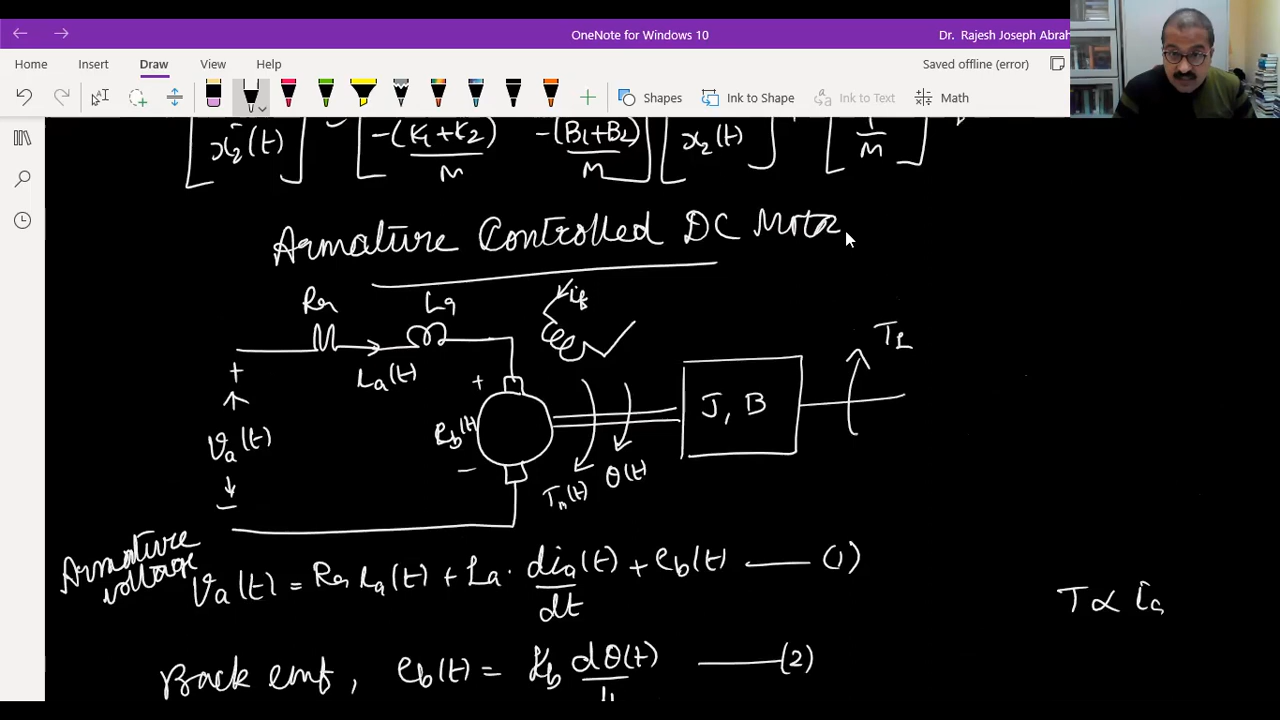 OneNote for Windows 10
Dr. Rajesh Joseph Abrah
Home Insert Draw View Help
Saved offline (error)
Shapes Ink to Shape Ink to Text Math
[x₂(t)] [-(K₁+K₂)/M -(B₁+B₂)/M] [x₂(t)] [1/M]
Armature Controlled DC Motor
Ra La if
ia(t) TL
+ +
Va(t) eb(t) J, B
- -
Tm(t) θ(t)
Armature
voltage
Va(t) = Ra ia(t) + La · dia(t)/dt + eb(t) —— (1)
T ∝ ia
Back emf, eb(t) = Kb dθ(t)/ —— (2)